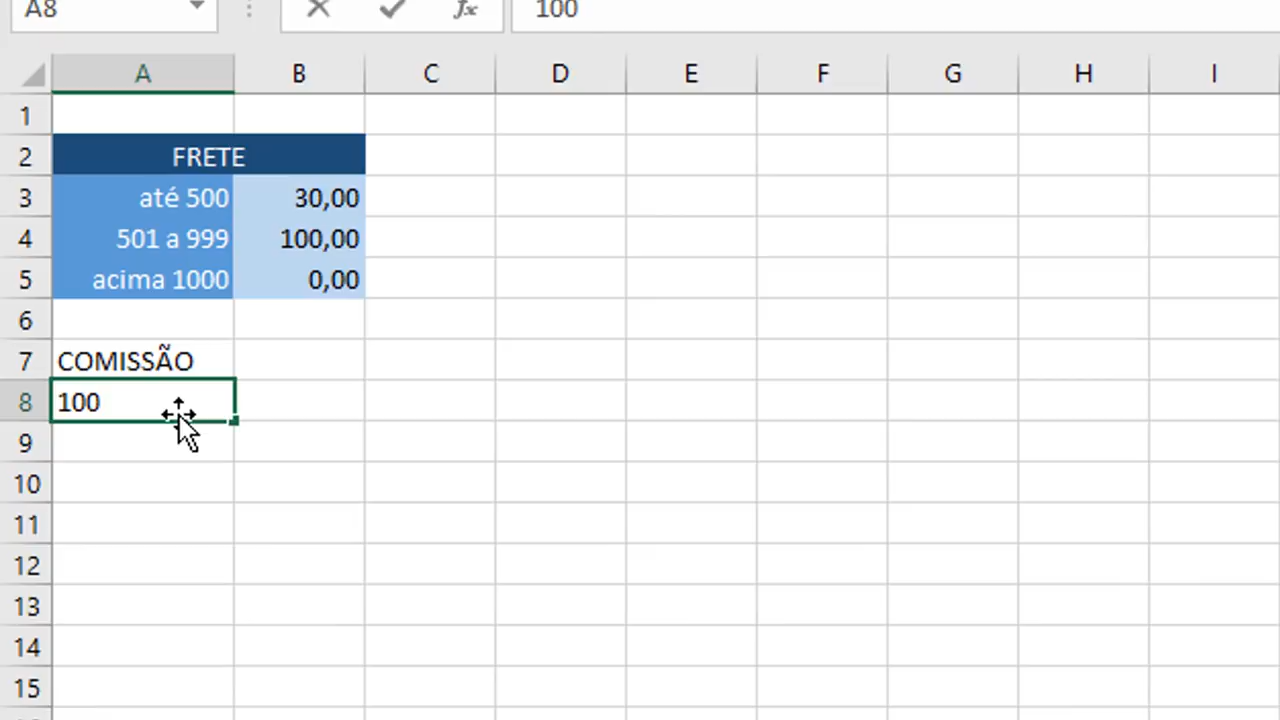 A8 fx 100
A B C D E F G H I
1
2 FRETE
3 até 500 30,00
4 501 a 999 100,00
5 acima 1000 0,00
6
7 COMISSÃO
8 100
9
10
11
12
13
14
15